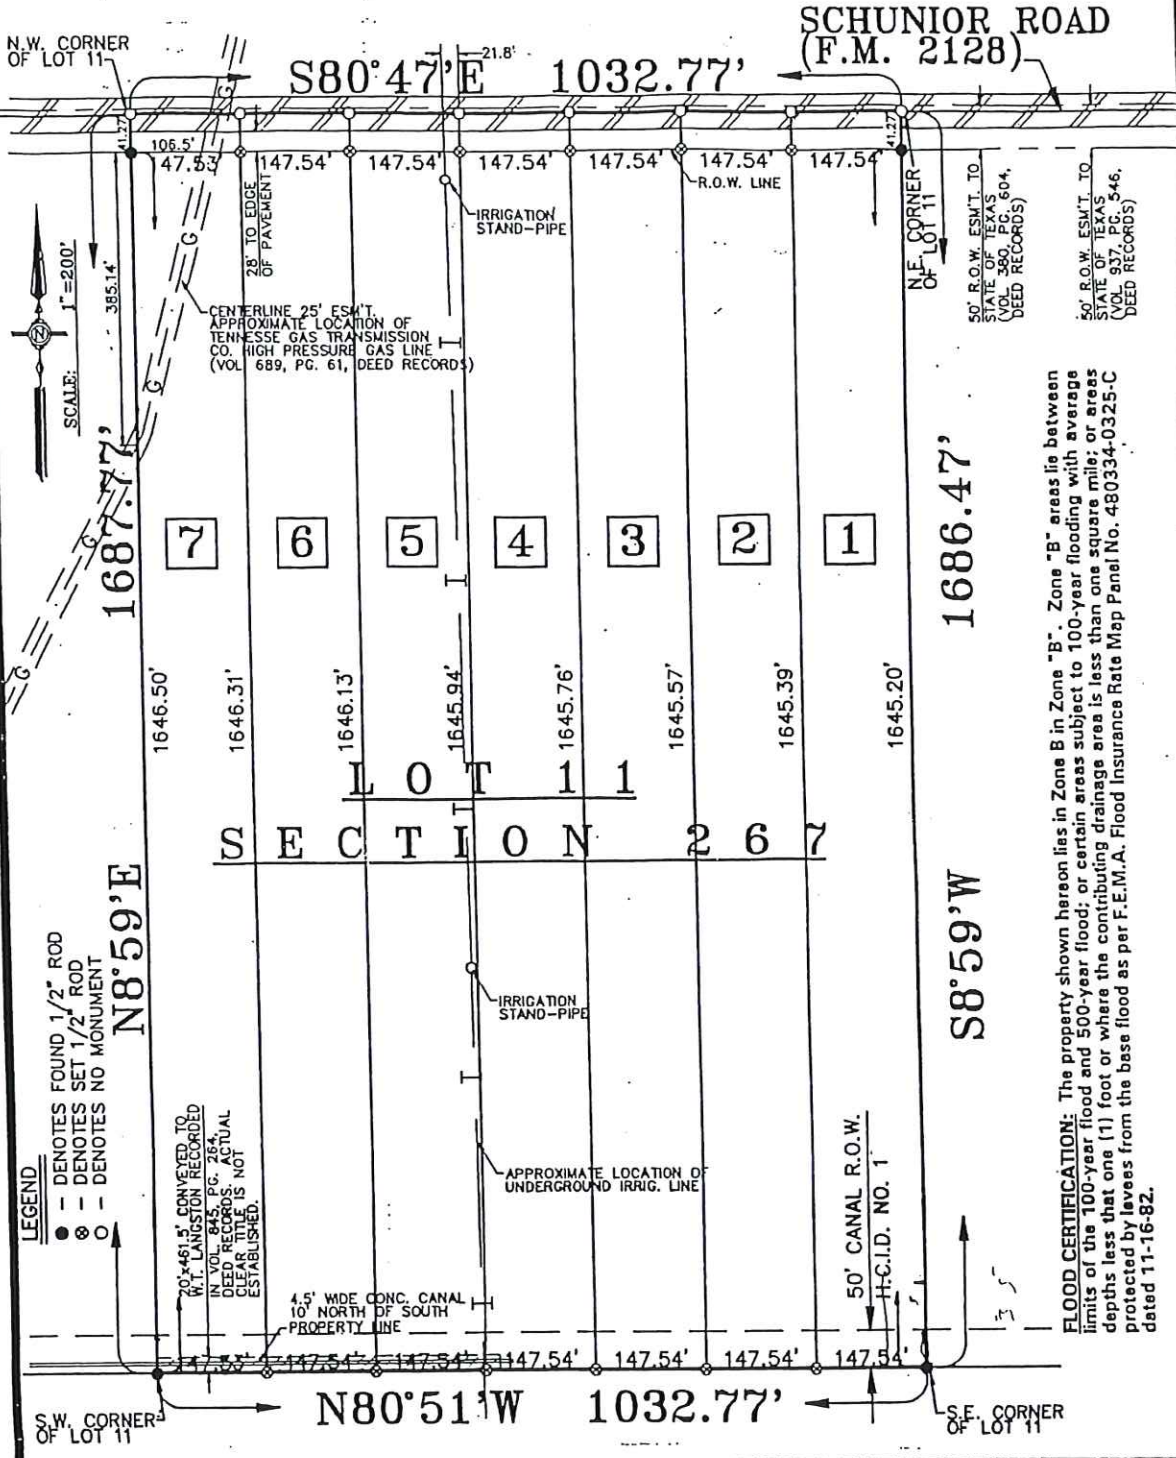 SCHUNIOR ROAD
(F.M. 2128)
N.W. CORNER
OF LOT 11
21.8'
S80°47'E 1032.77'
G
41.27'
106.5'
41.27'
147.53'
147.54'
147.54'
147.54'
147.54'
147.54'
147.54'
R.O.W. LINE
28' TO EDGE
OF PAVEMENT
IRRIGATION
STAND-PIPE
N.E. CORNER
OF LOT 11
50' R.O.W. ESM'T. TO
STATE OF TEXAS
(VOL 380, PG. 604,
DEED RECORDS)
50' R.O.W. ESM'T. TO
STATE OF TEXAS
(VOL 937, PG. 546,
DEED RECORDS)
G
N
SCALE: 1"=200'
385.14'
CENTERLINE 25' ESM'T.
APPROXIMATE LOCATION OF
TENNESSE GAS TRANSMISSION
CO. HIGH PRESSURE GAS LINE
(VOL 689, PG. 61, DEED RECORDS)
I
G
G
G
1687.77'
7
6
5
4
3
2
1
1686.47'
I
1646.50'
1646.31'
1646.13'
1645.94'
1645.76'
1645.57'
1645.39'
1645.20'
LOT 11
I
SECTION 267
N8°59'E
S8°59'W
IRRIGATION
STAND-PIPE
I
LEGEND
● - DENOTES FOUND 1/2" ROD
⊗ - DENOTES SET 1/2" ROD
○ - DENOTES NO MONUMENT
20'x461.5' CONVEYED TO
W.T. LANGSTON RECORDED
IN VOL. 845, PG. 264,
DEED RECORDS. ACTUAL
CLEAR TITLE IS NOT
ESTABLISHED.
APPROXIMATE LOCATION OF
UNDERGROUND IRRIG. LINE
50' CANAL R.O.W.
H.C.I.D. NO. 1
4.5' WIDE CONC. CANAL
10' NORTH OF SOUTH
PROPERTY LINE
I
147.53'
147.54'
147.54'
147.54'
147.54'
147.54'
147.54'
N80°51'W 1032.77'
S.W. CORNER
OF LOT 11
S.E. CORNER
OF LOT 11
FLOOD CERTIFICATION: The property shown hereon lies in Zone B in Zone "B". Zone "B" areas lie between
limits of the 100-year flood and 500-year flood; or certain areas subject to 100-year flooding with average
depths less that one (1) foot or where the contributing drainage area is less than one square mile; or areas
protected by levees from the base flood as per F.E.M.A. Flood Insurance Rate Map Panel No. 480334-0325-C
dated 11-16-82.